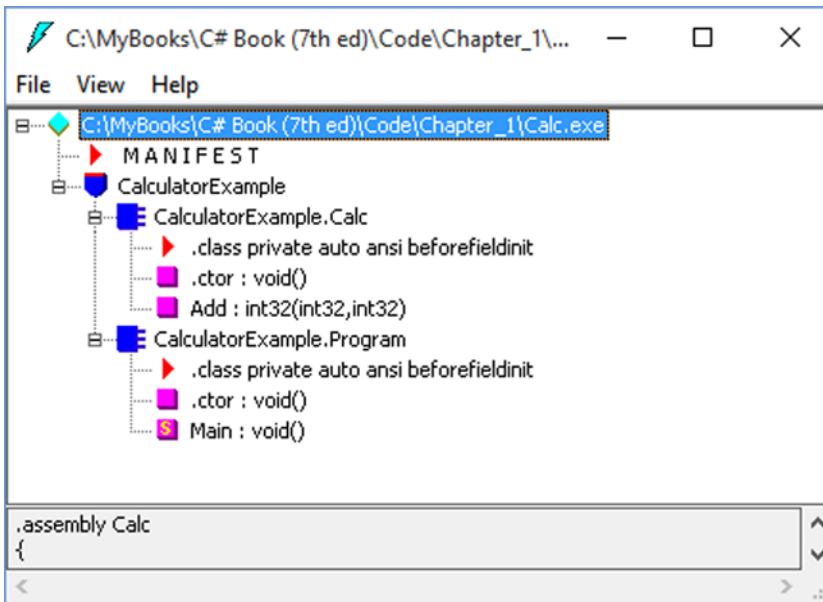 C:\MyBooks\C# Book (7th ed)\Code\Chapter_1\...
File View Help
C:\MyBooks\C# Book (7th ed)\Code\Chapter_1\Calc.exe
M A N I F E S T
CalculatorExample
CalculatorExample.Calc
.class private auto ansi beforefieldinit
.ctor : void()
Add : int32(int32,int32)
CalculatorExample.Program
.class private auto ansi beforefieldinit
.ctor : void()
S Main : void()
.assembly Calc
{